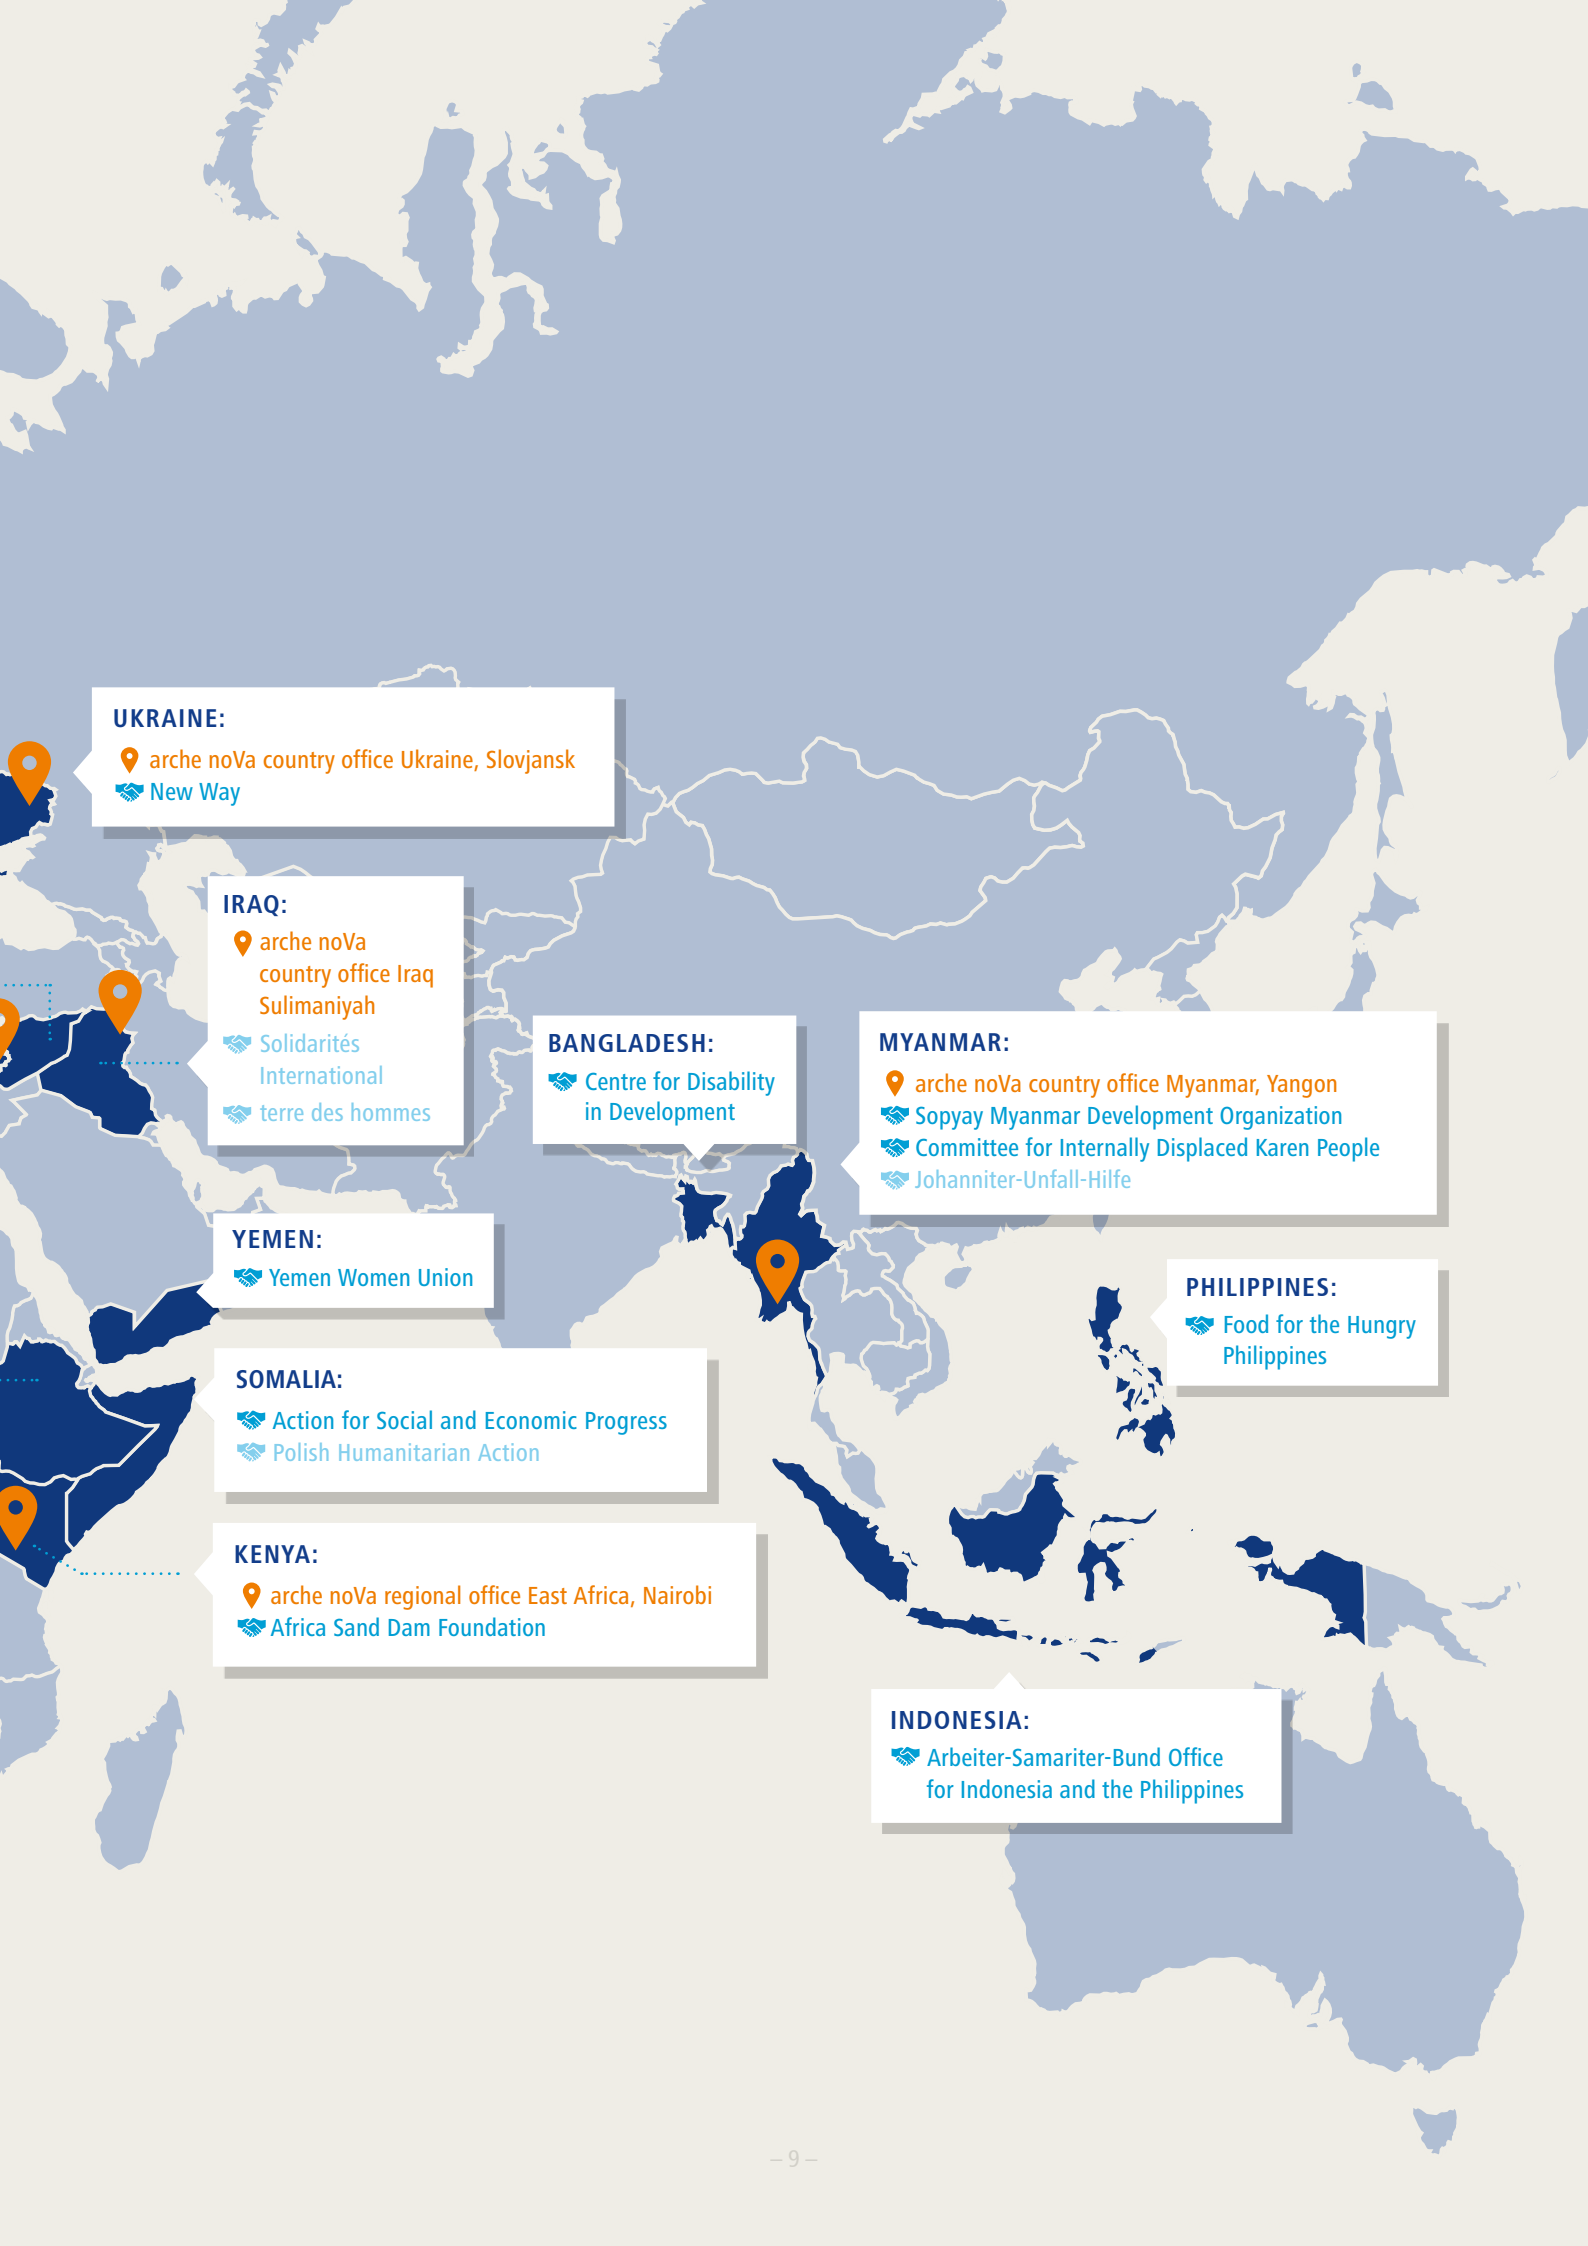 UKRAINE:
arche noVa country office Ukraine, Slovjansk
New Way
IRAQ:
arche noVa
country office Iraq
Sulimaniyah
Solidarités
International
terre des hommes
BANGLADESH:
Centre for Disability
in Development
MYANMAR:
arche noVa country office Myanmar, Yangon
Sopyay Myanmar Development Organization
Committee for Internally Displaced Karen People
Johanniter-Unfall-Hilfe
YEMEN:
Yemen Women Union
PHILIPPINES:
Food for the Hungry
Philippines
SOMALIA:
Action for Social and Economic Progress
Polish Humanitarian Action
KENYA:
arche noVa regional office East Africa, Nairobi
Africa Sand Dam Foundation
INDONESIA:
Arbeiter-Samariter-Bund Office
for Indonesia and the Philippines
– 9 –